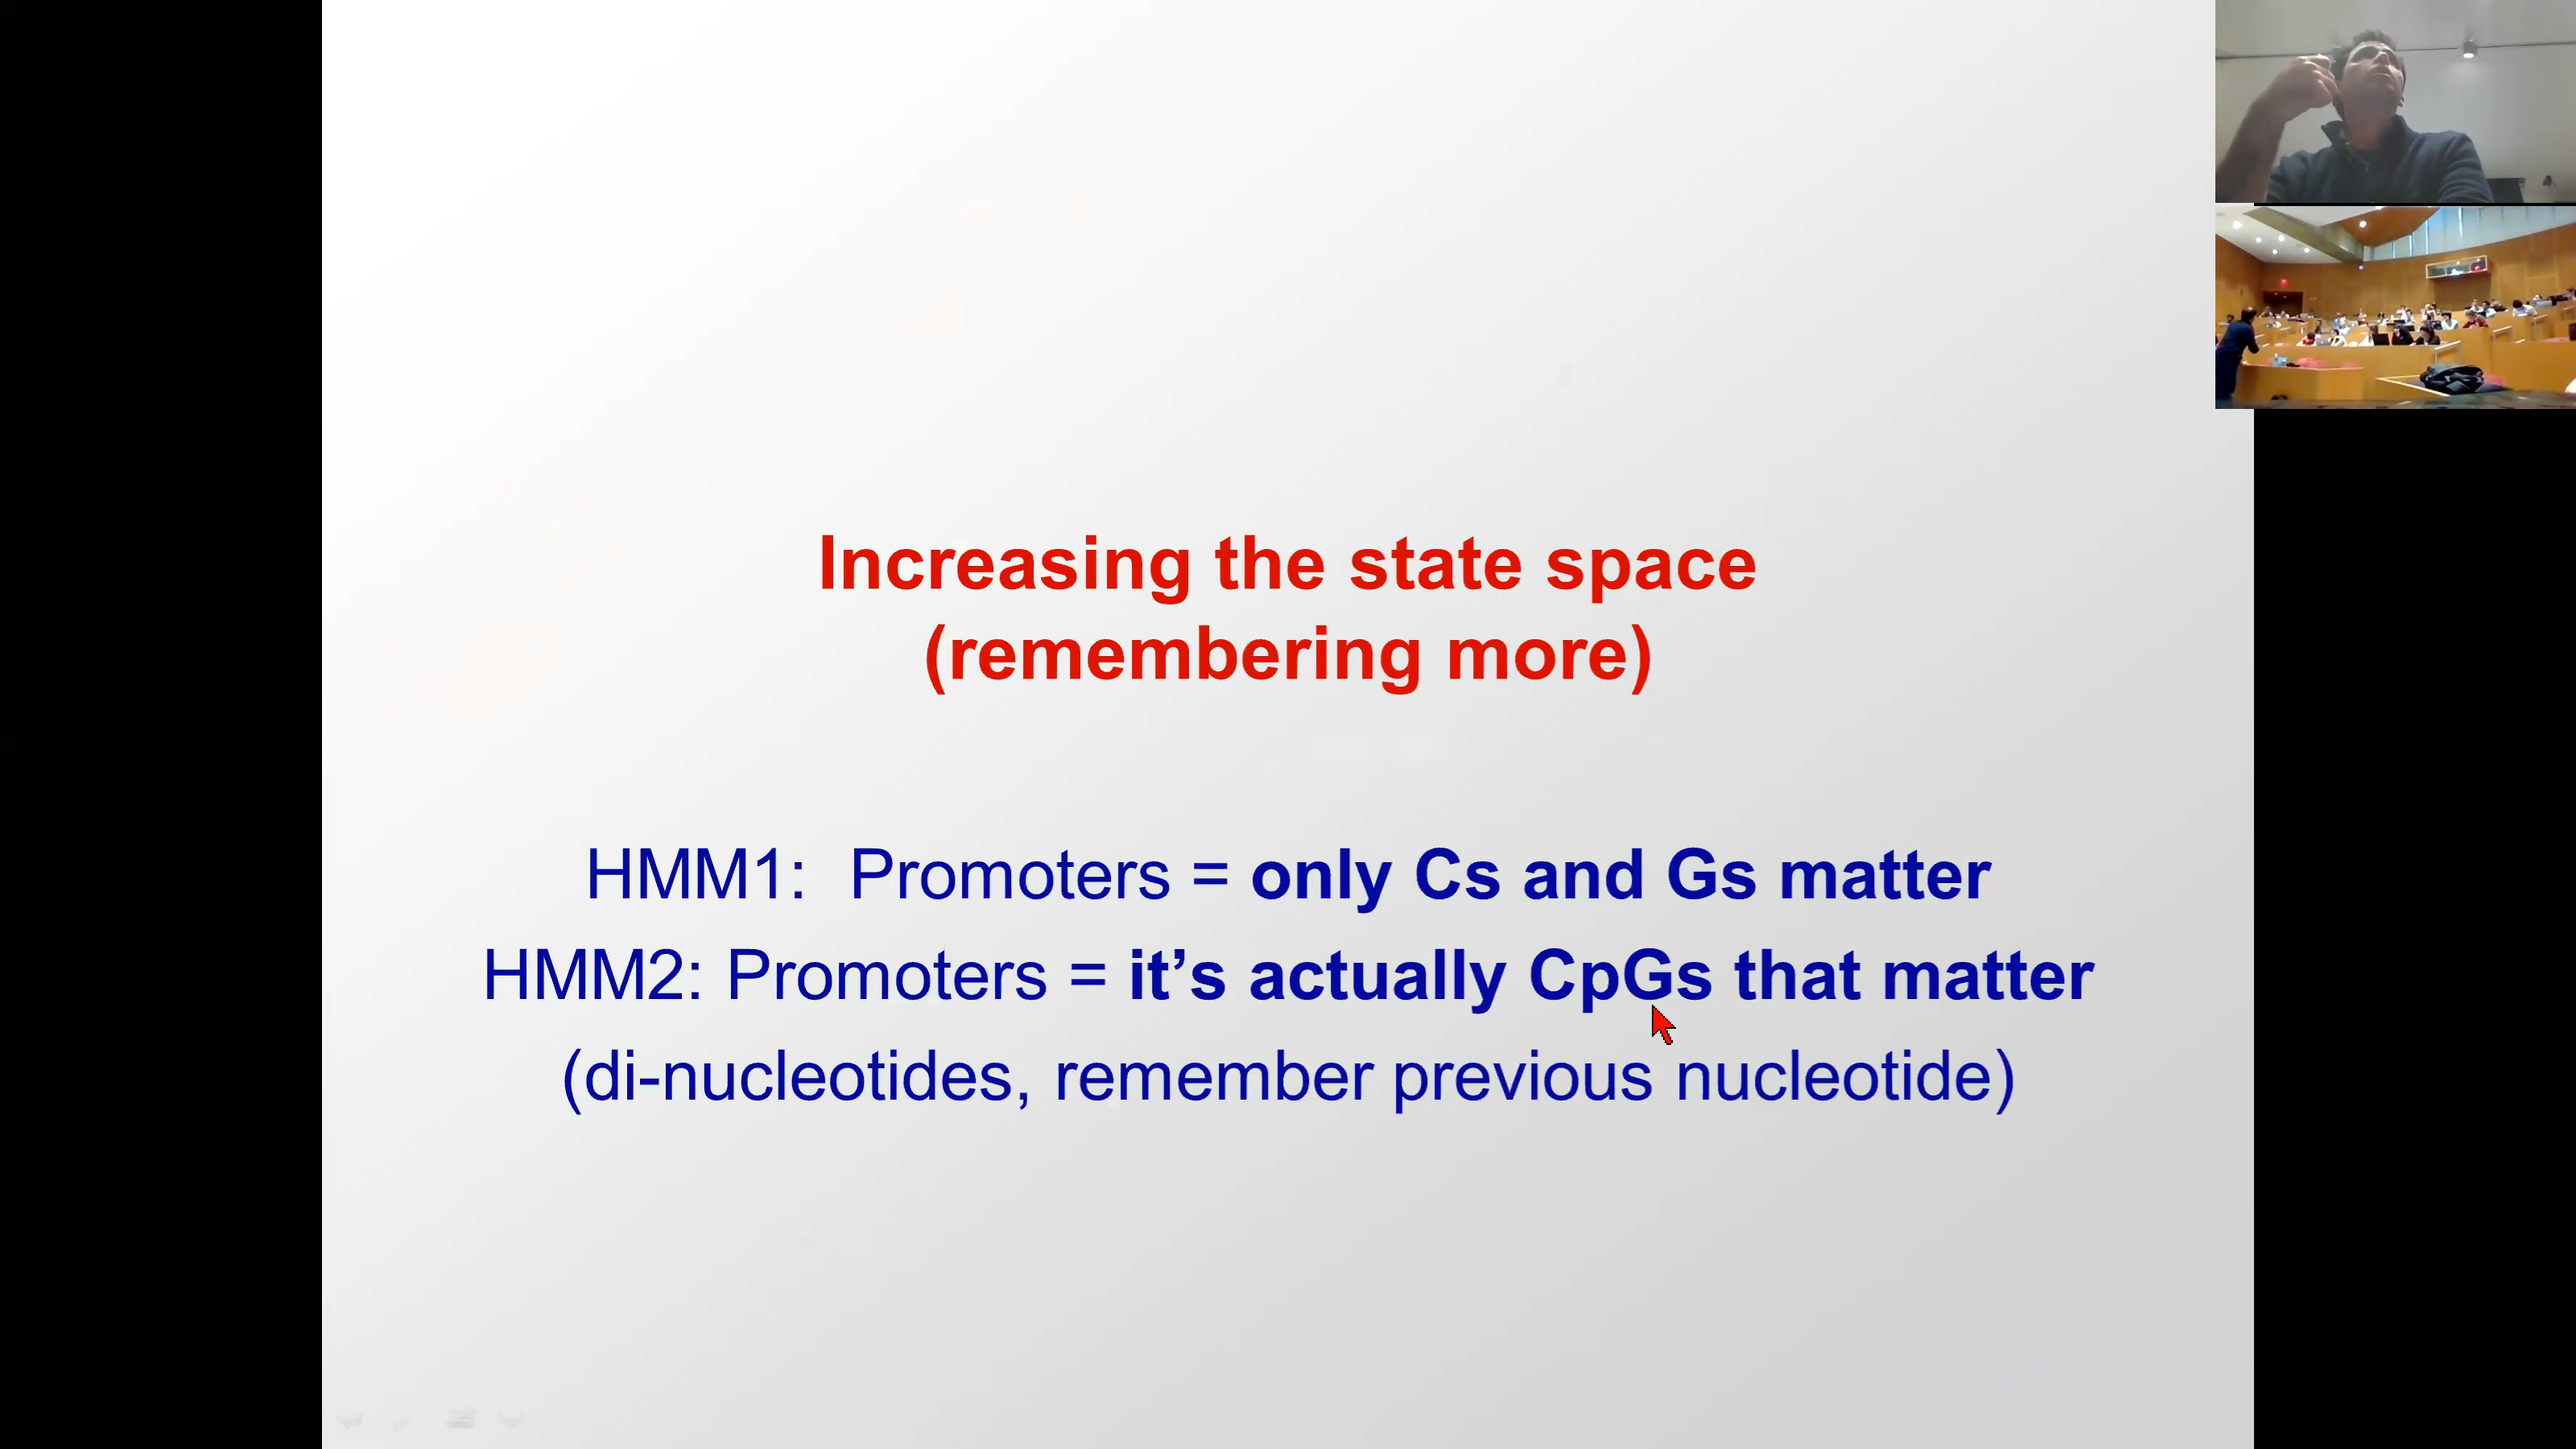 Increasing the state space
(remembering more)
HMM1: Promoters = only Cs and Gs matter
HMM2: Promoters = it’s actually CpGs that matter
(di-nucleotides, remember previous nucleotide)